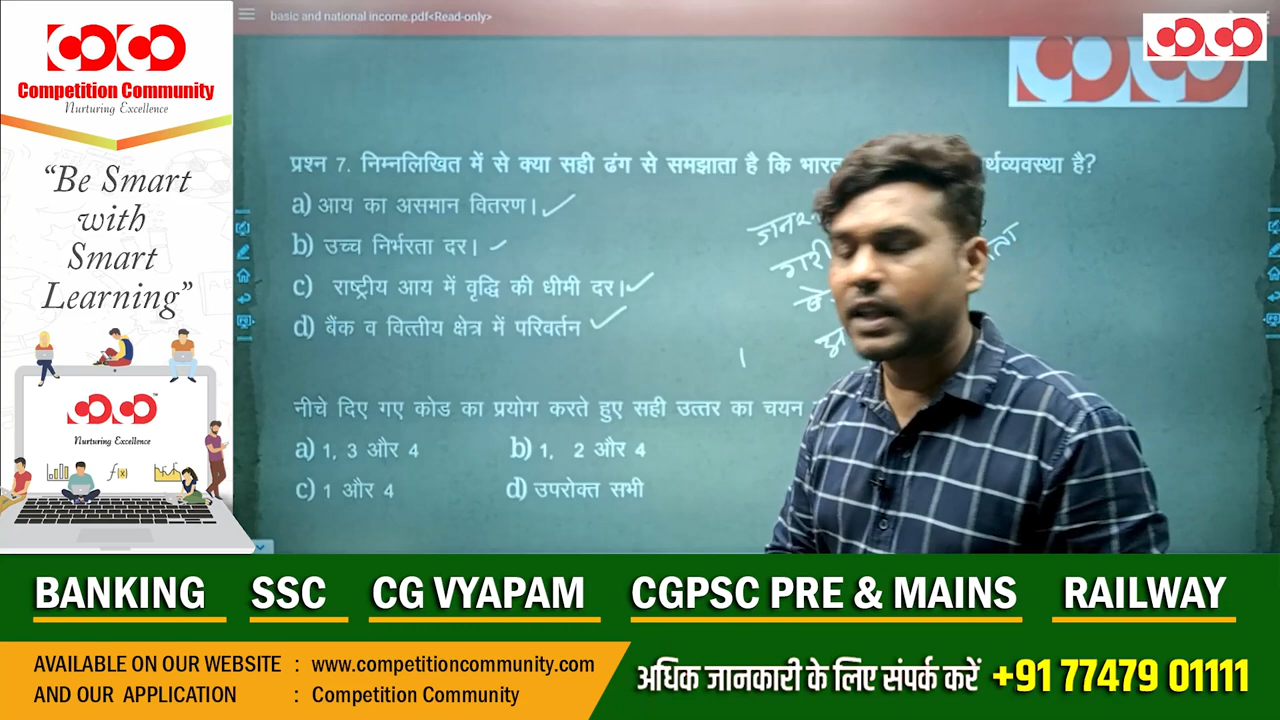 Competition Community
Nurturing Excellence
“Be Smart
with
Smart
Learning”
Nurturing Excellence
f(x)
basic and national income.pdf<Read-only>
प्रश्न 7. निम्नलिखित में से क्या सही ढंग से समझाता है कि भारत र्थव्यवस्था है?
a) आय का असमान वितरण।
b) उच्च निर्भरता दर।
c) राष्ट्रीय आय में वृद्धि की धीमी दर।
d) बैंक व वित्तीय क्षेत्र में परिवर्तन
नीचे दिए गए कोड का प्रयोग करते हुए सही उत्तर का चयन
a) 1, 3 और 4 b) 1, 2 और 4
c) 1 और 4 d) उपरोक्त सभी
BANKING SSC CG VYAPAM CGPSC PRE & MAINS RAILWAY
AVAILABLE ON OUR WEBSITE : www.competitioncommunity.com
AND OUR APPLICATION : Competition Community
अधिक जानकारी के लिए संपर्क करें +91 77479 01111